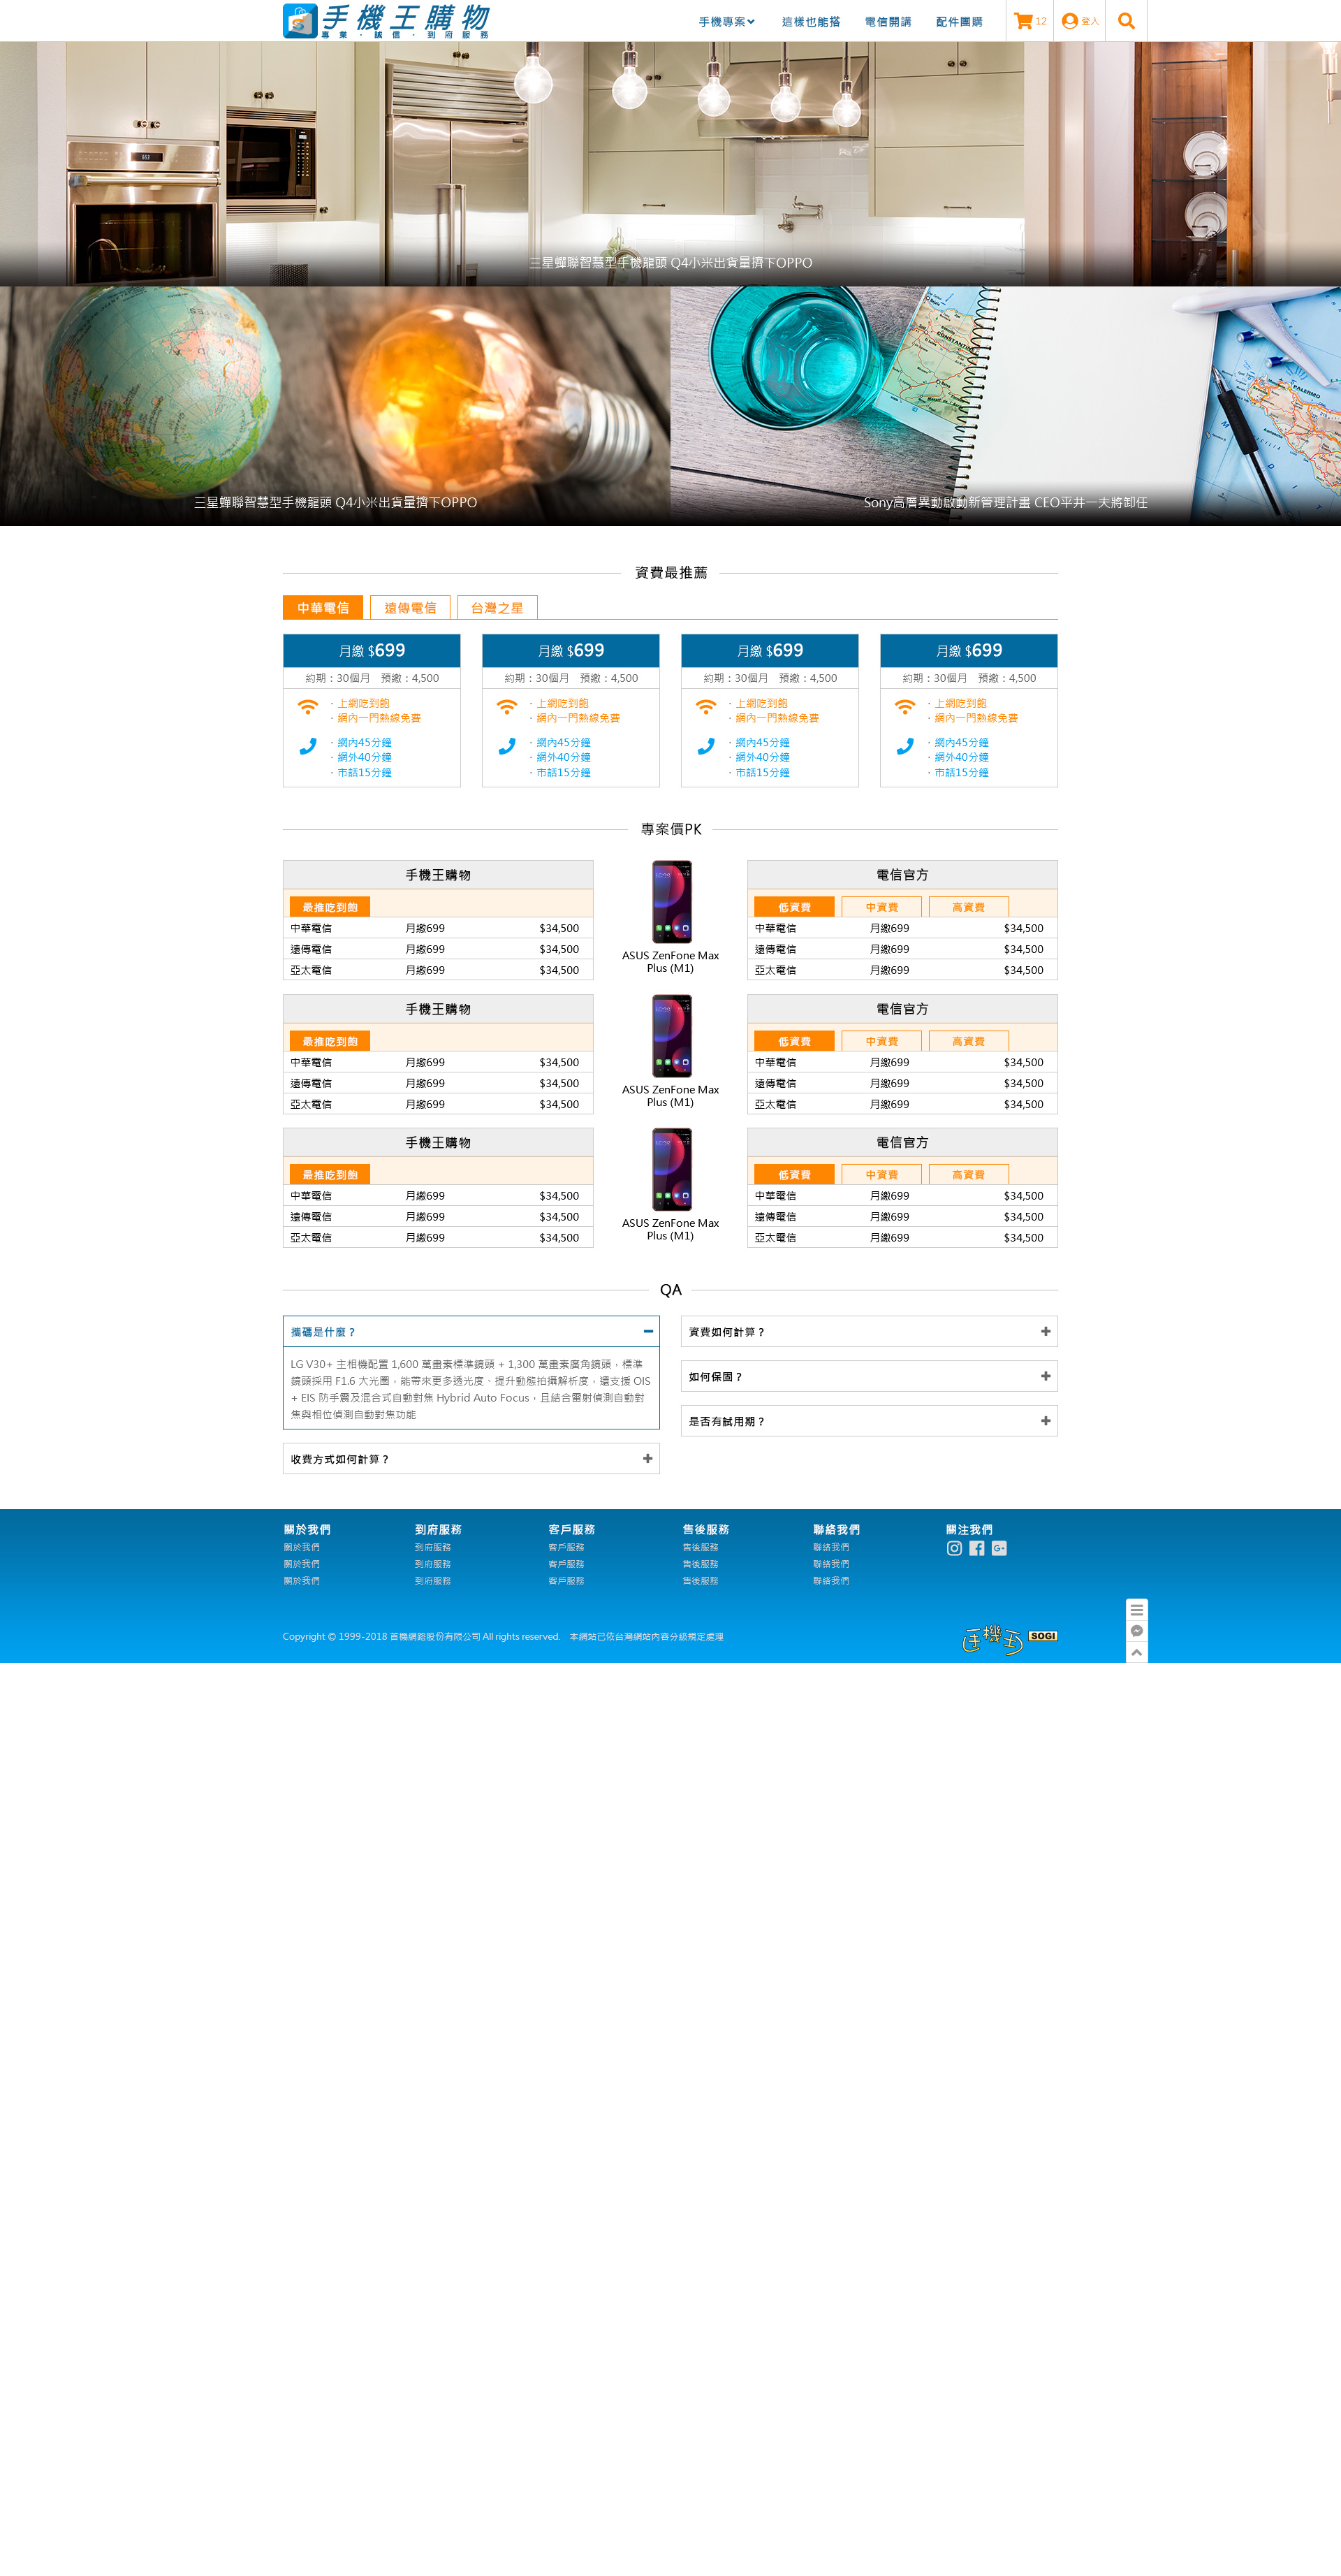 手機王購物
專業．誠信．到府服務
手機專案 這樣也能搭 電信開講 配件團購 12 登入
三星蟬聯智慧型手機龍頭 Q4小米出貨量擠下OPPO
三星蟬聯智慧型手機龍頭 Q4小米出貨量擠下OPPO
Sony高層異動啟動新管理計畫 CEO平井一夫將卸任
資費最推薦
中華電信 遠傳電信 台灣之星
月繳 $699 月繳 $699 月繳 $699 月繳 $699
約期：30個月 預繳：4,500 約期：30個月 預繳：4,500 約期：30個月 預繳：4,500 約期：30個月 預繳：4,500
．上網吃到飽 ．上網吃到飽 ．上網吃到飽 ．上網吃到飽
．網內一門熱線免費 ．網內一門熱線免費 ．網內一門熱線免費 ．網內一門熱線免費
．網內45分鐘 ．網內45分鐘 ．網內45分鐘 ．網內45分鐘
．網外40分鐘 ．網外40分鐘 ．網外40分鐘 ．網外40分鐘
．市話15分鐘 ．市話15分鐘 ．市話15分鐘 ．市話15分鐘
專案價PK
手機王購物
最推吃到飽
中華電信 月繳699 $34,500
遠傳電信 月繳699 $34,500
亞太電信 月繳699 $34,500
ASUS ZenFone Max
Plus (M1)
電信官方
低資費 中資費 高資費
中華電信 月繳699 $34,500
遠傳電信 月繳699 $34,500
亞太電信 月繳699 $34,500
手機王購物
最推吃到飽
中華電信 月繳699 $34,500
遠傳電信 月繳699 $34,500
亞太電信 月繳699 $34,500
ASUS ZenFone Max
Plus (M1)
電信官方
低資費 中資費 高資費
中華電信 月繳699 $34,500
遠傳電信 月繳699 $34,500
亞太電信 月繳699 $34,500
手機王購物
最推吃到飽
中華電信 月繳699 $34,500
遠傳電信 月繳699 $34,500
亞太電信 月繳699 $34,500
ASUS ZenFone Max
Plus (M1)
電信官方
低資費 中資費 高資費
中華電信 月繳699 $34,500
遠傳電信 月繳699 $34,500
亞太電信 月繳699 $34,500
QA
攜碼是什麼？
LG V30+ 主相機配置 1,600 萬畫素標準鏡頭 + 1,300 萬畫素廣角鏡頭，標準
鏡頭採用 F1.6 大光圈，能帶來更多透光度、提升動態拍攝解析度，還支援 OIS
+ EIS 防手震及混合式自動對焦 Hybrid Auto Focus，且結合雷射偵測自動對
焦與相位偵測自動對焦功能
收費方式如何計算？
資費如何計算？
如何保固？
是否有試用期？
關於我們 到府服務 客戶服務 售後服務 聯絡我們 關注我們
關於我們 到府服務 客戶服務 售後服務 聯絡我們
關於我們 到府服務 客戶服務 售後服務 聯絡我們
關於我們 到府服務 客戶服務 售後服務 聯絡我們
Copyright © 1999-2018 首機網路股份有限公司 All rights reserved. 本網站已依台灣網站內容分級規定處理
手機王 SOGI